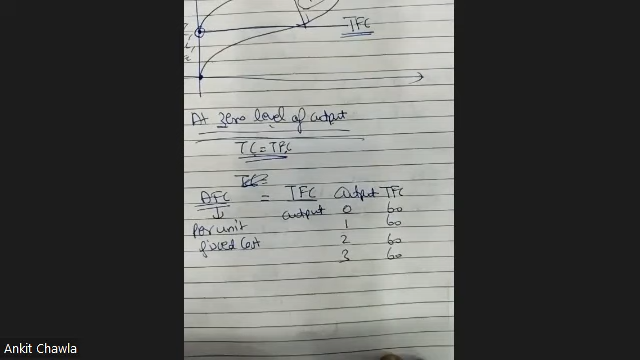 TFC
At zero level of output
TC = TFC
AFC = TFC output TFC
output 0 60
per unit 1 60
fixed cost 2 60
3 60
Ankit Chawla